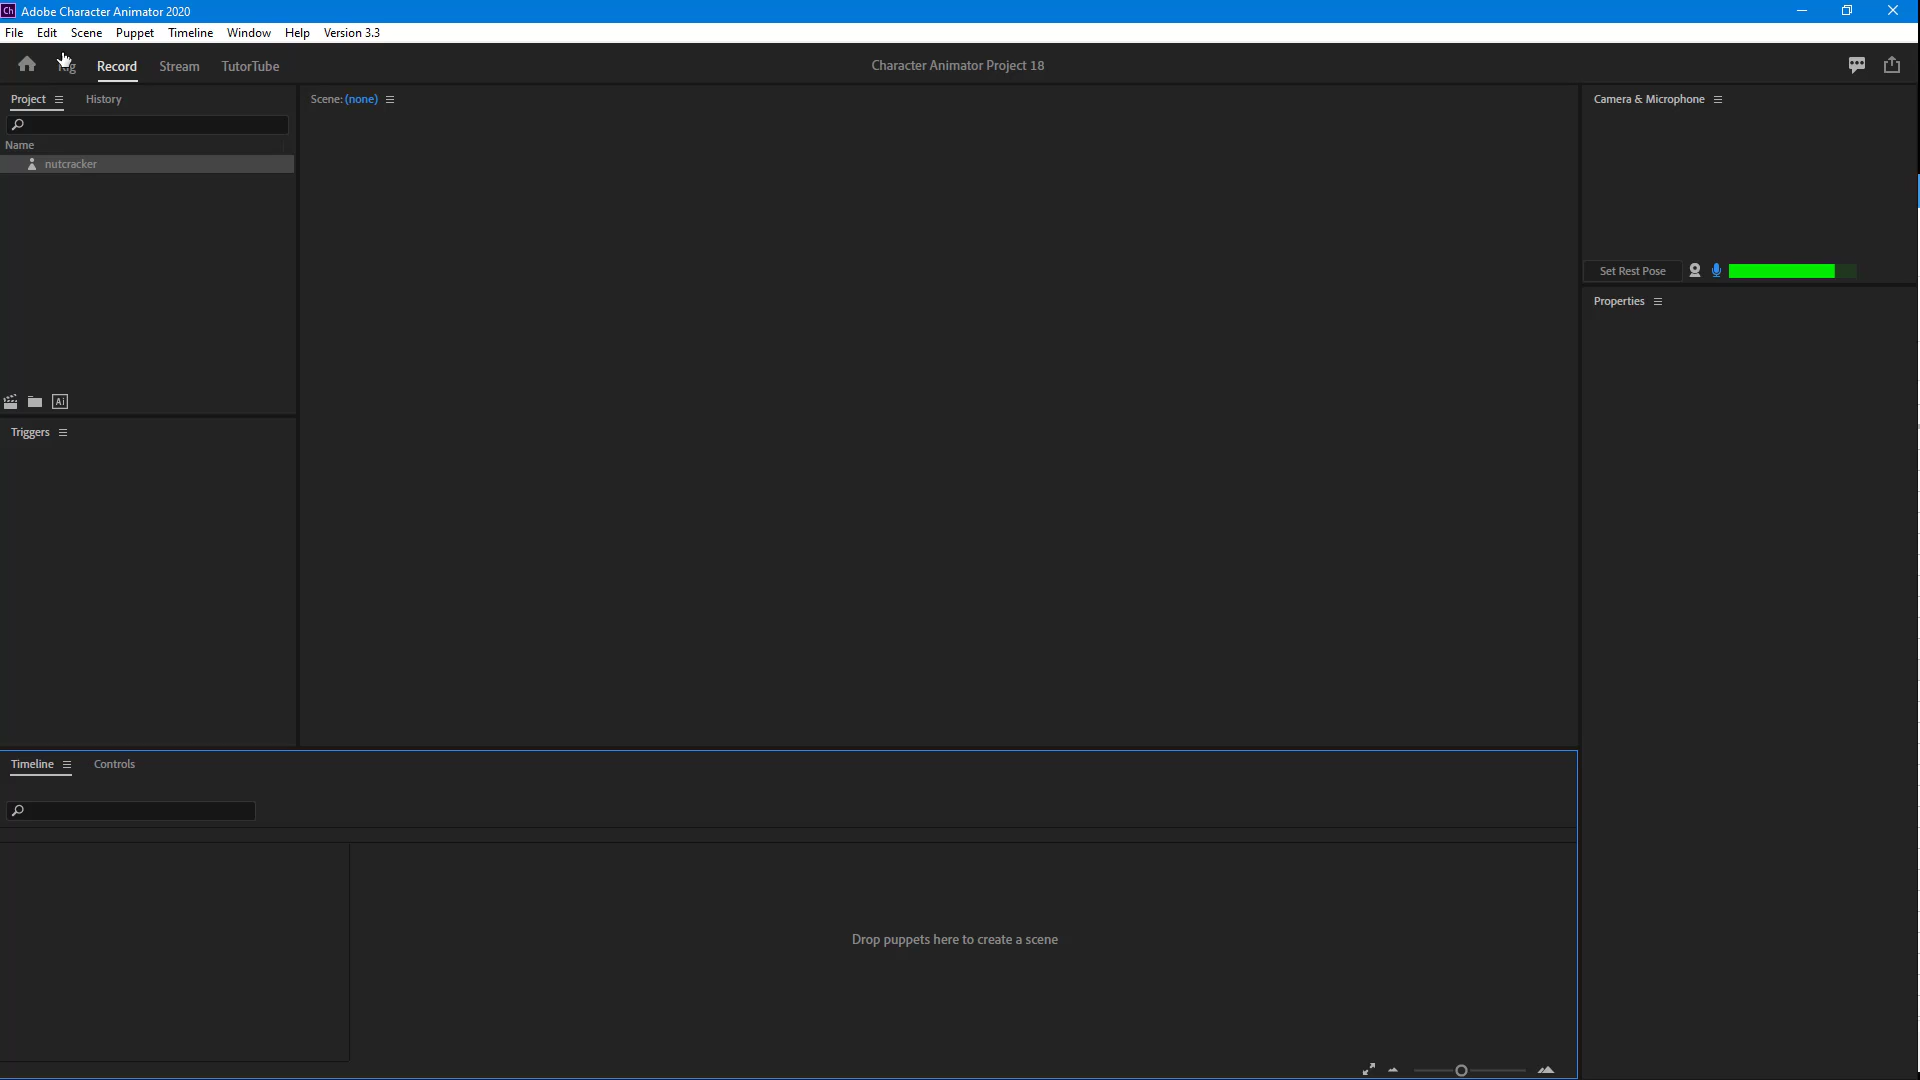 Ch Adobe Character Animator 2020
File Edit Scene Puppet Timeline Window Help Version 3.3
Record Stream TutorTube Character Animator Project 18
Project History
Scene: (none)
Camera & Microphone
Name
nutcracker
Set Rest Pose
Properties
Ai
Triggers
Timeline Controls
Drop puppets here to create a scene